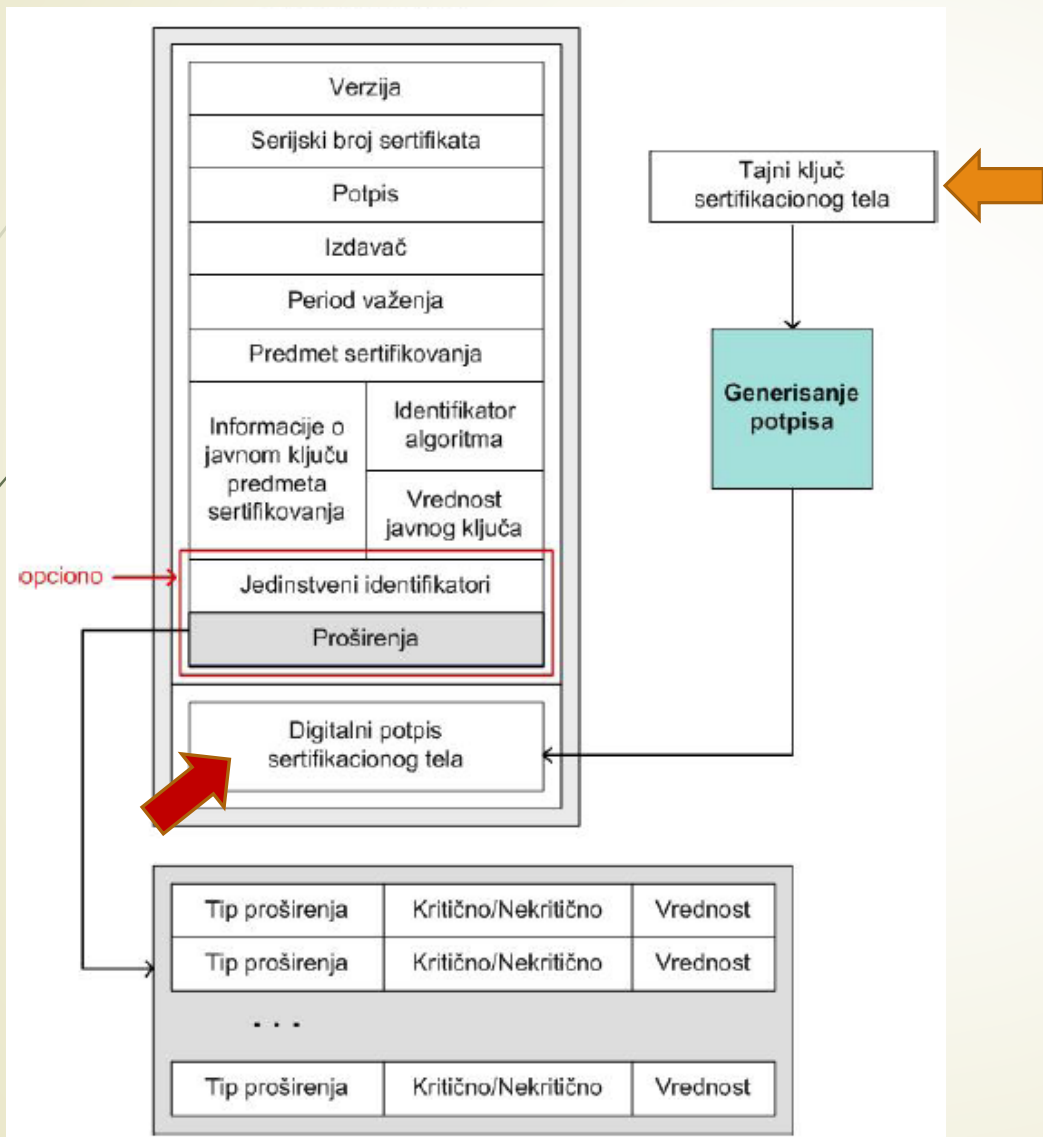 Verzija
Serijski broj sertifikata
Potpis
Izdavač
Period važenja
Predmet sertifikovanja
Informacije o
javnom ključu
predmeta
sertifikovanja
Identifikator
algoritma
Vrednost
javnog ključa
opciono
Jedinstveni identifikatori
Proširenja
Digitalni potpis
sertifikacionog tela
Tajni ključ
sertifikacionog tela
Generisanje
potpisa
Tip proširenja Kritično/Nekritično Vrednost
Tip proširenja Kritično/Nekritično Vrednost
. . .
Tip proširenja Kritično/Nekritično Vrednost